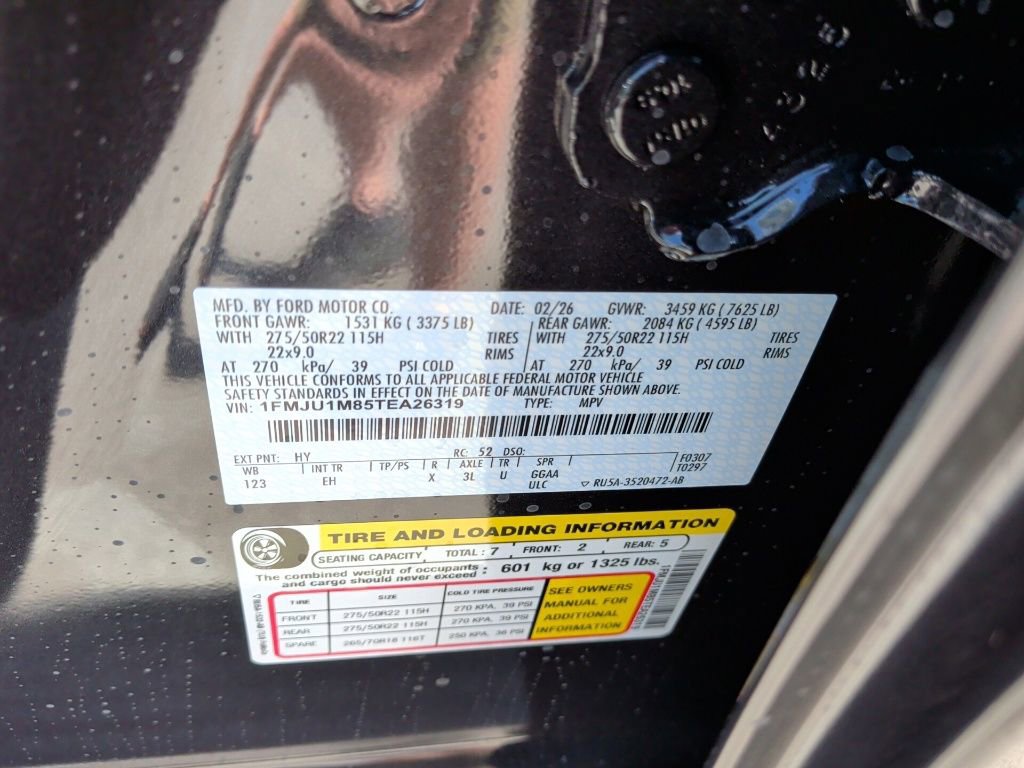 MFD. BY FORD MOTOR CO. DATE: 02/26 GVWR: 3459 KG ( 7625 LB)
FRONT GAWR: 1531 KG ( 3375 LB) REAR GAWR: 2084 KG ( 4595 LB)
WITH 275/50R22 115H TIRES WITH 275/50R22 115H TIRES
22x9.0 RIMS 22x9.0 RIMS
AT 270 kPa/ 39 PSI COLD AT 270 kPa/ 39 PSI COLD
THIS VEHICLE CONFORMS TO ALL APPLICABLE FEDERAL MOTOR VEHICLE
SAFETY STANDARDS IN EFFECT ON THE DATE OF MANUFACTURE SHOWN ABOVE.
VIN: 1FMJU1M85TEA26319 TYPE: MPV
EXT PNT: HY RC: 52 DSO: F0307
WB INT TR TP/PS R AXLE TR SPR T0297
123 EH X 3L U GGAA
ULC RU5A-3520472-AB
TIRE AND LOADING INFORMATION
SEATING CAPACITY TOTAL: 7 FRONT: 2 REAR: 5
The combined weight of occupants and cargo should never exceed : 601 kg or 1325 lbs.
TIRE SIZE COLD TIRE PRESSURE
FRONT 275/50R22 115H 270 KPA, 39 PSI
REAR 275/50R22 115H 270 KPA, 39 PSI
SPARE 265/70R18 116T 250 KPA, 36 PSI
SEE OWNERS
MANUAL FOR
ADDITIONAL
INFORMATION